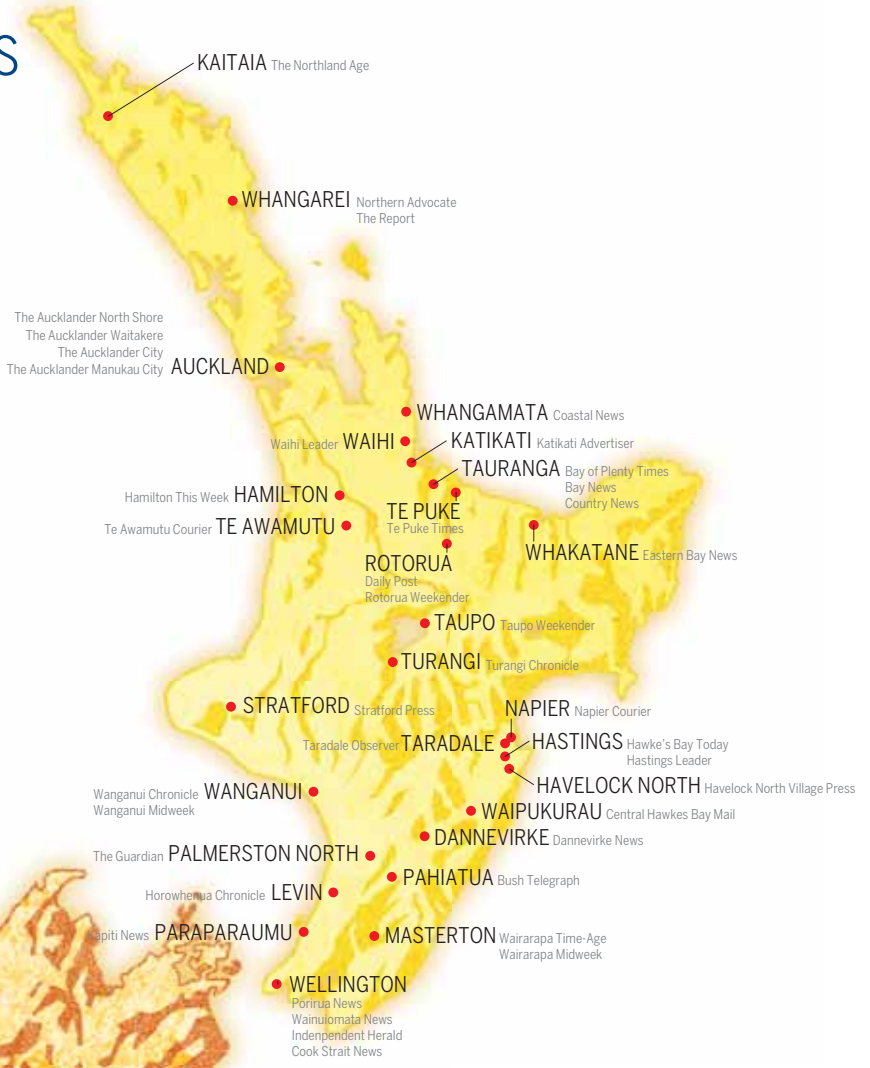 S
KAITAIA The Northland Age
WHANGAREI Northern Advocate
The Report
The Aucklander North Shore
The Aucklander Waitakere
The Aucklander City
The Aucklander Manukau City AUCKLAND
WHANGAMATA Coastal News
Waihi Leader WAIHI
KATIKATI Katikati Advertiser
TAURANGA Bay of Plenty Times
Bay News
Country News
Hamilton This Week HAMILTON
TE PUKE
Te Puke Times
Te Awamutu Courier TE AWAMUTU
WHAKATANE Eastern Bay News
ROTORUA
Daily Post
Rotorua Weekender
TAUPO Taupo Weekender
TURANGI Turangi Chronicle
STRATFORD Stratford Press
NAPIER Napier Courier
Taradale Observer TARADALE
HASTINGS Hawke's Bay Today
Hastings Leader
HAVELOCK NORTH Havelock North Village Press
Wanganui Chronicle WANGANUI
Wanganui Midweek
WAIPUKURAU Central Hawkes Bay Mail
DANNEVIRKE Dannevirke News
The Guardian PALMERSTON NORTH
PAHIATUA Bush Telegraph
Horowhenua Chronicle LEVIN
Kapiti News PARAPARAUMU
MASTERTON Wairarapa Time-Age
Wairarapa Midweek
WELLINGTON
Porirua News
Wainuiomata News
Indenpendent Herald
Cook Strait News